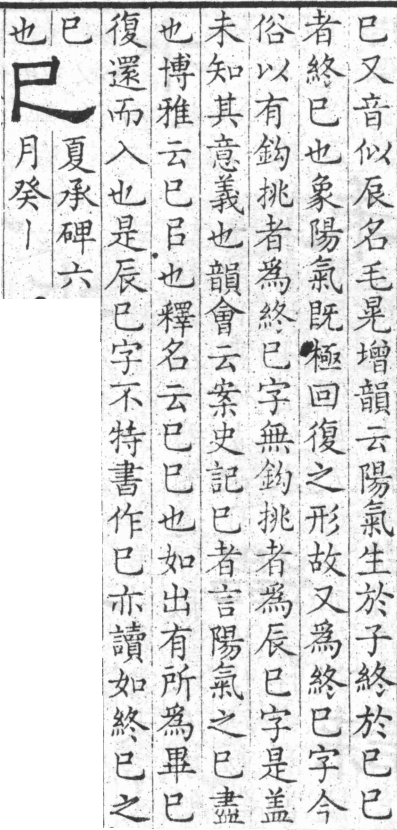 巳又音似辰名毛晃增韻云陽氣生於子終於巳巳
者終巳也象陽氣既極回復之形故又為終巳字今
俗以有鈎挑者為終巳字無鈎挑者為辰巳字是盖
未知其意義也韻會云案史記巳者言陽氣之巳盡
也博雅云巳㠯也釋名云巳巳也如出有所為畢巳
復還而入也是辰巳字不特書作巳亦讀如終巳之
巳
也
巳
夏承碑六
月癸丨